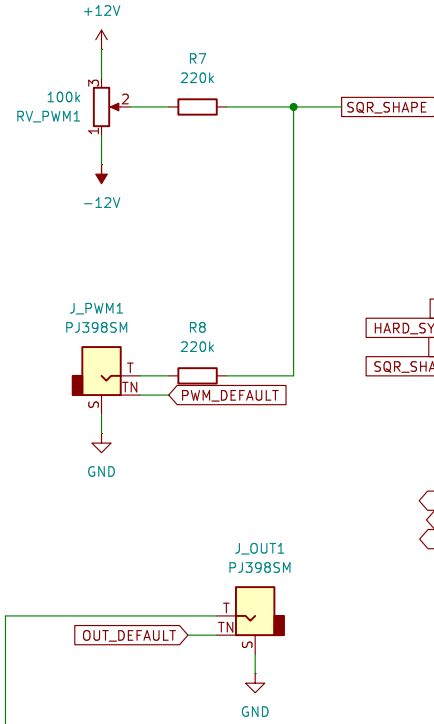 +12V
R7
220k
3
100k
2
RV_PWM1
SQR_SHAPE
1
-12V
J_PWM1
PJ398SM
R8
220k
HARD_SY
T
SQR_SHA
TN
PWM_DEFAULT
S
GND
J_OUT1
PJ398SM
T
OUT_DEFAULT
TN
S
GND